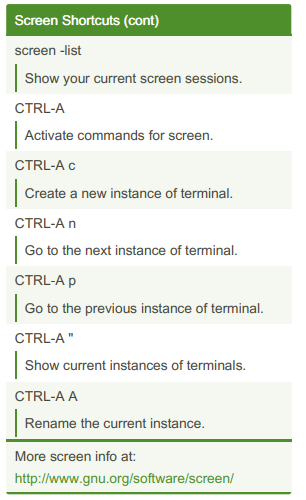 Screen Shortcuts (cont)
screen -list
Show your current screen sessions.
CTRL-A
Activate commands for screen.
CTRL-A c
Create a new instance of terminal.
CTRL-A n
Go to the next instance of terminal.
CTRL-A p
Go to the previous instance of terminal.
CTRL-A "
Show current instances of terminals.
CTRL-A A
Rename the current instance.
More screen info at:
http://www.gnu.org/software/screen/